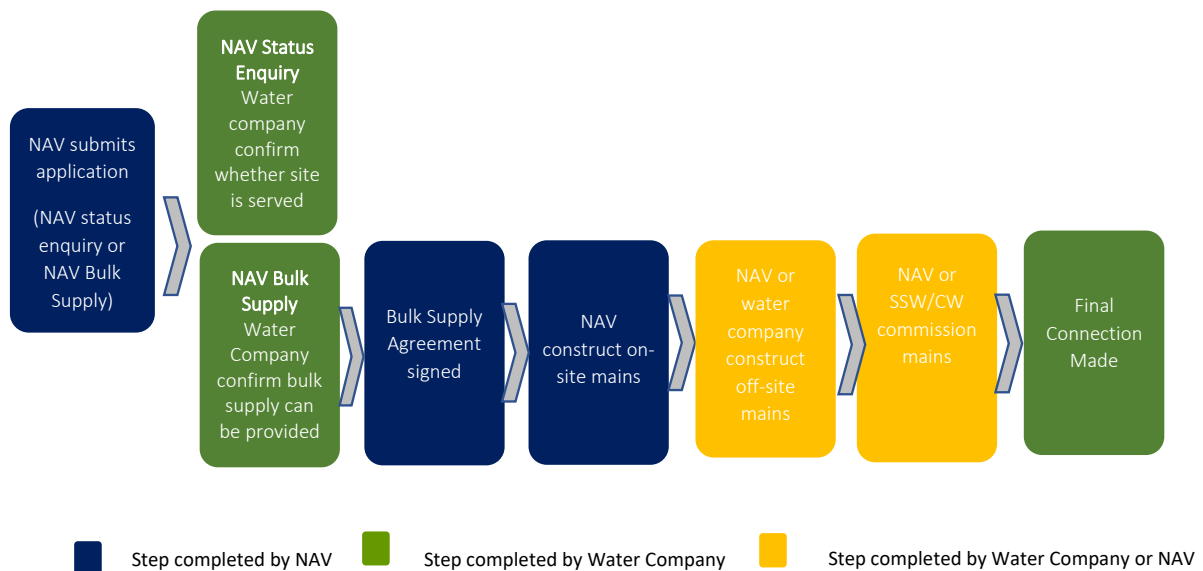 NAV submits
application
(NAV status
enquiry or
NAV Bulk
Supply)
NAV Status
Enquiry
Water
company
confirm
whether site
is served
NAV Bulk
Supply
Water
Company
confirm bulk
supply can
be provided
Bulk Supply
Agreement
signed
NAV
construct on-
site mains
NAV or
water
company
construct
off-site
mains
NAV or
SSW/CW
commission
mains
Final
Connection
Made
Step completed by NAV
Step completed by Water Company
Step completed by Water Company or NAV